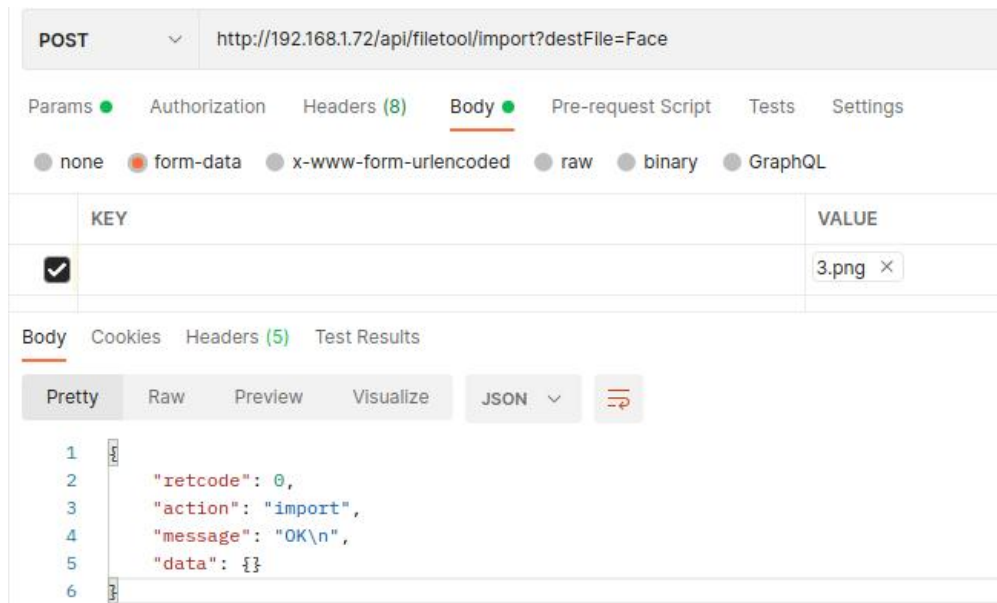 POST http://192.168.1.72/api/filetool/import?destFile=Face
Params Authorization Headers (8) Body Pre-request Script Tests Settings
none form-data x-www-form-urlencoded raw binary GraphQL
KEY VALUE
3.png
Body Cookies Headers (5) Test Results
Pretty Raw Preview Visualize JSON
1 {
2 "retcode": 0,
3 "action": "import",
4 "message": "OK\n",
5 "data": {}
6 }